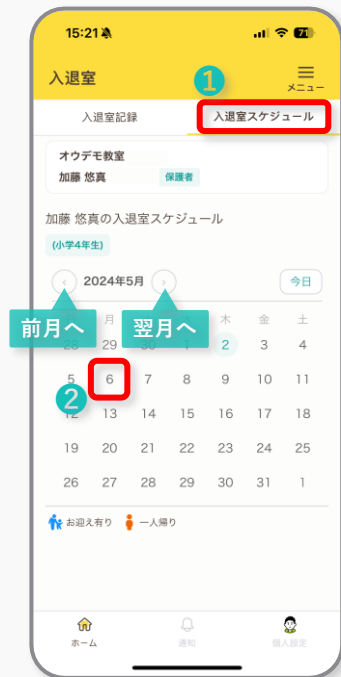 15:21
71
入退室
1
メニュー
入退室記録
入退室スケジュール
オウデモ教室
加藤 悠真
保護者
加藤 悠真の入退室スケジュール
(小学4年生)
2024年5月
今日
前月へ
翌月へ
月 木 金 土
28 29 30 1 2 3 4
5 6 7 8 9 10 11
2
12 13 14 15 16 17 18
19 20 21 22 23 24 25
26 27 28 29 30 31 1
お迎え有り 一人帰り
ホーム
通知
個人設定